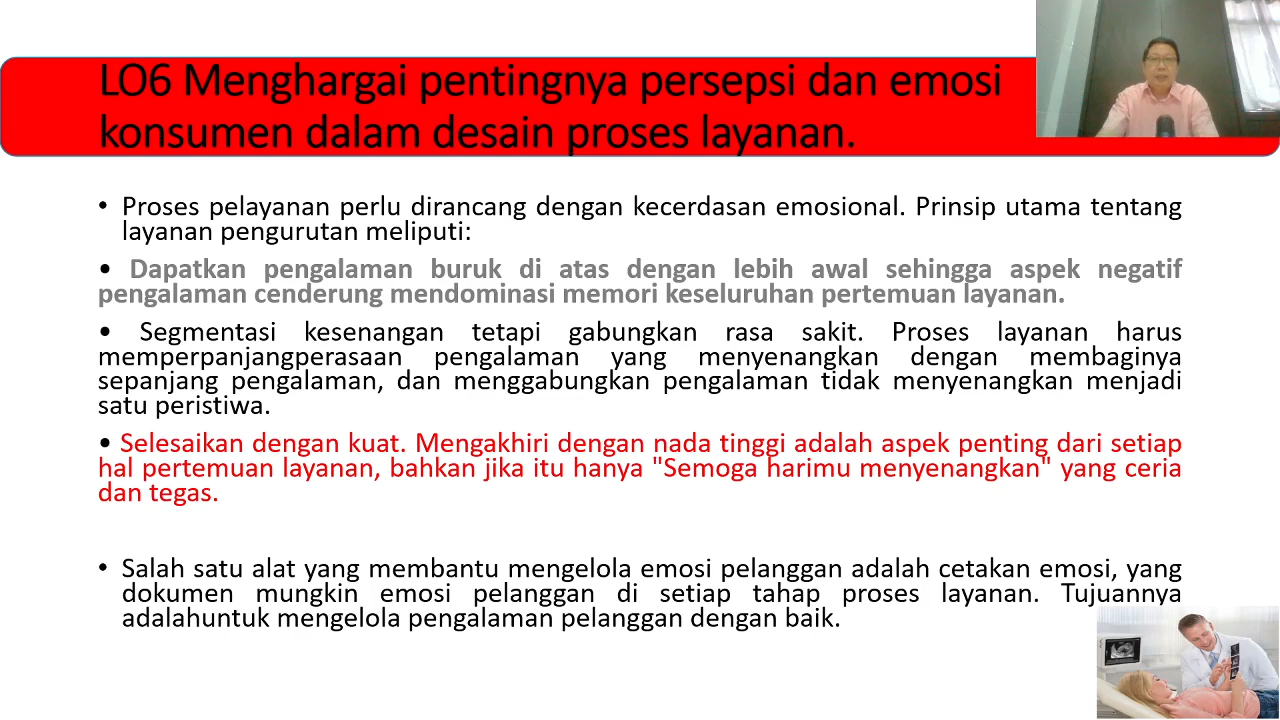 LO6 Menghargai pentingnya persepsi dan emosi
konsumen dalam desain proses layanan.
• Proses pelayanan perlu dirancang dengan kecerdasan emosional. Prinsip utama tentang
layanan pengurutan meliputi:
• Dapatkan pengalaman buruk di atas dengan lebih awal sehingga aspek negatif
pengalaman cenderung mendominasi memori keseluruhan pertemuan layanan.
• Segmentasi kesenangan tetapi gabungkan rasa sakit. Proses layanan harus
memperpanjangperasaan pengalaman yang menyenangkan dengan membaginya
sepanjang pengalaman, dan menggabungkan pengalaman tidak menyenangkan menjadi
satu peristiwa.
• Selesaikan dengan kuat. Mengakhiri dengan nada tinggi adalah aspek penting dari setiap
hal pertemuan layanan, bahkan jika itu hanya "Semoga harimu menyenangkan" yang ceria
dan tegas.
• Salah satu alat yang membantu mengelola emosi pelanggan adalah cetakan emosi, yang
dokumen mungkin emosi pelanggan di setiap tahap proses layanan. Tujuannya
adalahuntuk mengelola pengalaman pelanggan dengan baik.